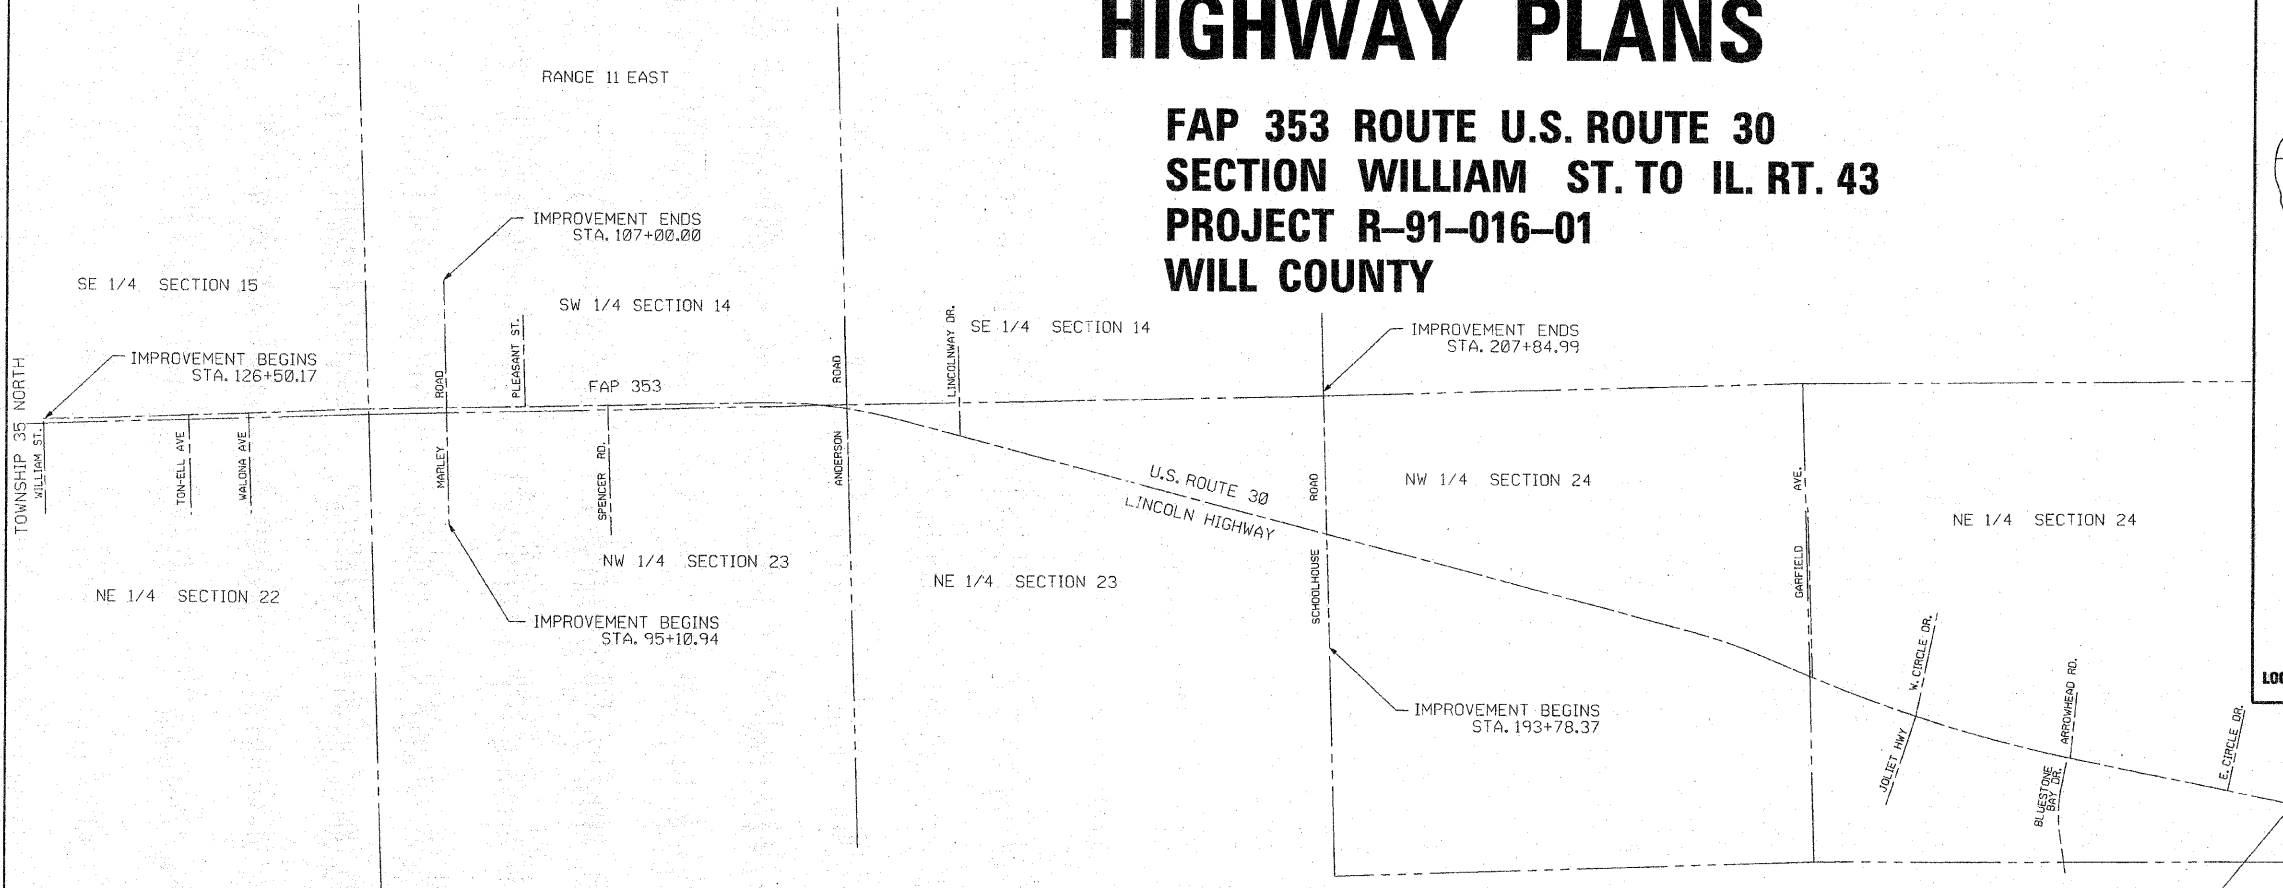 HIGHWAY PLANS
FAP 353 ROUTE U.S. ROUTE 30
SECTION WILLIAM ST. TO IL. RT. 43
PROJECT R-91-016-01
WILL COUNTY
RANGE 11 EAST
IMPROVEMENT ENDS
STA. 107+00.00
SE 1/4 SECTION 15
SW 1/4 SECTION 14
SE 1/4 SECTION 14
IMPROVEMENT BEGINS
STA. 126+50.17
IMPROVEMENT ENDS
STA. 207+84.99
TOWNSHIP 35 NORTH
WILLIAM ST.
TON-ELL AVE
WALONA AVE
MARLEY ROAD
PLEASANT ST.
FAP 353
SPENCER RD.
ANDERSON ROAD
LINCOLNWAY DR.
U.S. ROUTE 30
LINCOLN HIGHWAY
SCHOOLHOUSE ROAD
NW 1/4 SECTION 24
GARFIELD AVE.
NE 1/4 SECTION 24
NE 1/4 SECTION 22
NW 1/4 SECTION 23
NE 1/4 SECTION 23
IMPROVEMENT BEGINS
STA. 95+10.94
IMPROVEMENT BEGINS
STA. 193+78.37
W. CIRCLE DR.
JOLIET HWY
ARROWHEAD RD.
BLUESTONE
BAY DR.
E. CIRCLE DR.